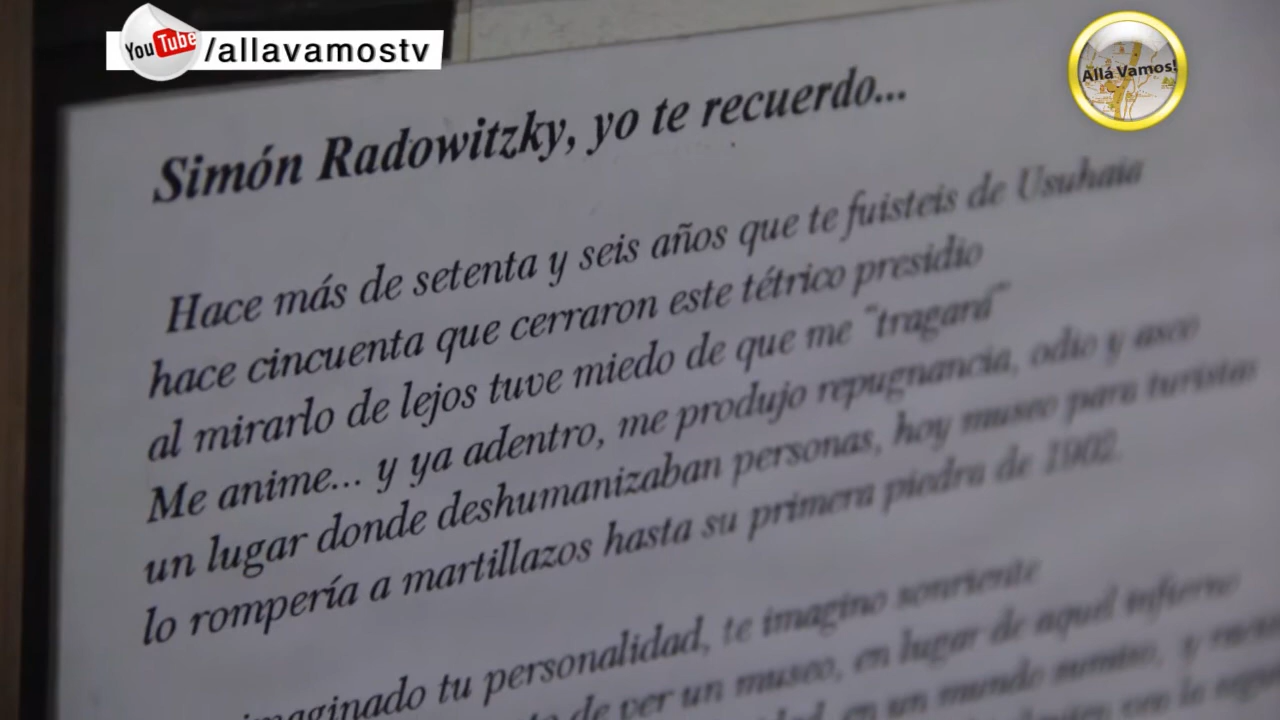 YouTube /allavamostv
Allá Vamos!
Simón Radowitzky, yo te recuerdo...
Hace más de setenta y seis años que te fuisteis de Usuhaia
hace cincuenta que cerraron este tétrico presidio
al mirarlo de lejos tuve miedo de que me "tragará"
Me anime... y ya adentro, me produjo repugnancia, odio y asco
un lugar donde deshumanizaban personas, hoy museo para turistas
lo rompería a martillazos hasta su primera piedra de 1902.
tu personalidad, te imagino sonriente
de ver un museo, en lugar de aquel infierno
en un mundo